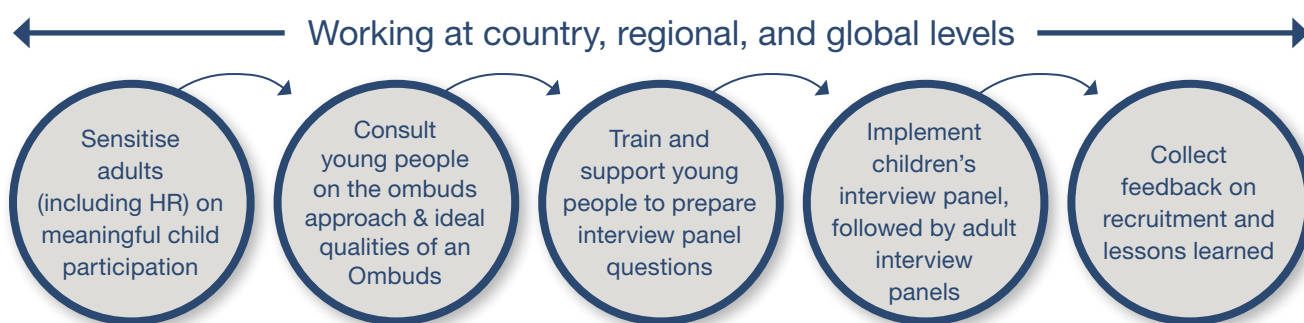 Working at country, regional, and global levels
Sensitise
adults
(including HR) on
meaningful child
participation
Consult
young people
on the ombuds
approach & ideal
qualities of an
Ombuds
Train and
support young
people to prepare
interview panel
questions
Implement
children’s
interview panel,
followed by adult
interview
panels
Collect
feedback on
recruitment and
lessons learned